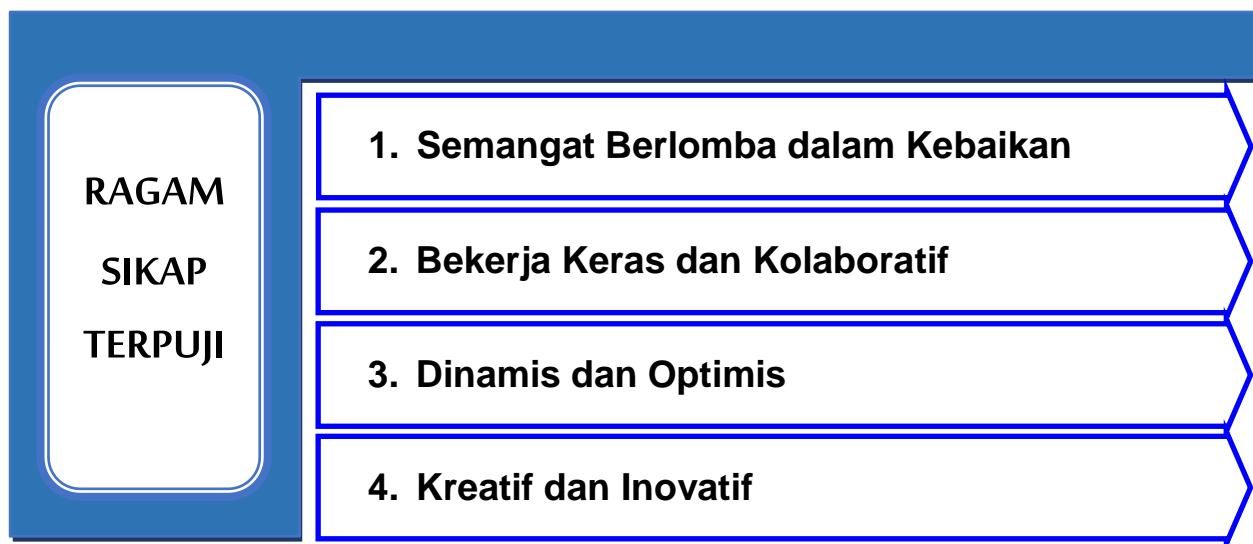 RAGAM
SIKAP
TERPUJI
1. Semangat Berlomba dalam Kebaikan
2. Bekerja Keras dan Kolaboratif
3. Dinamis dan Optimis
4. Kreatif dan Inovatif